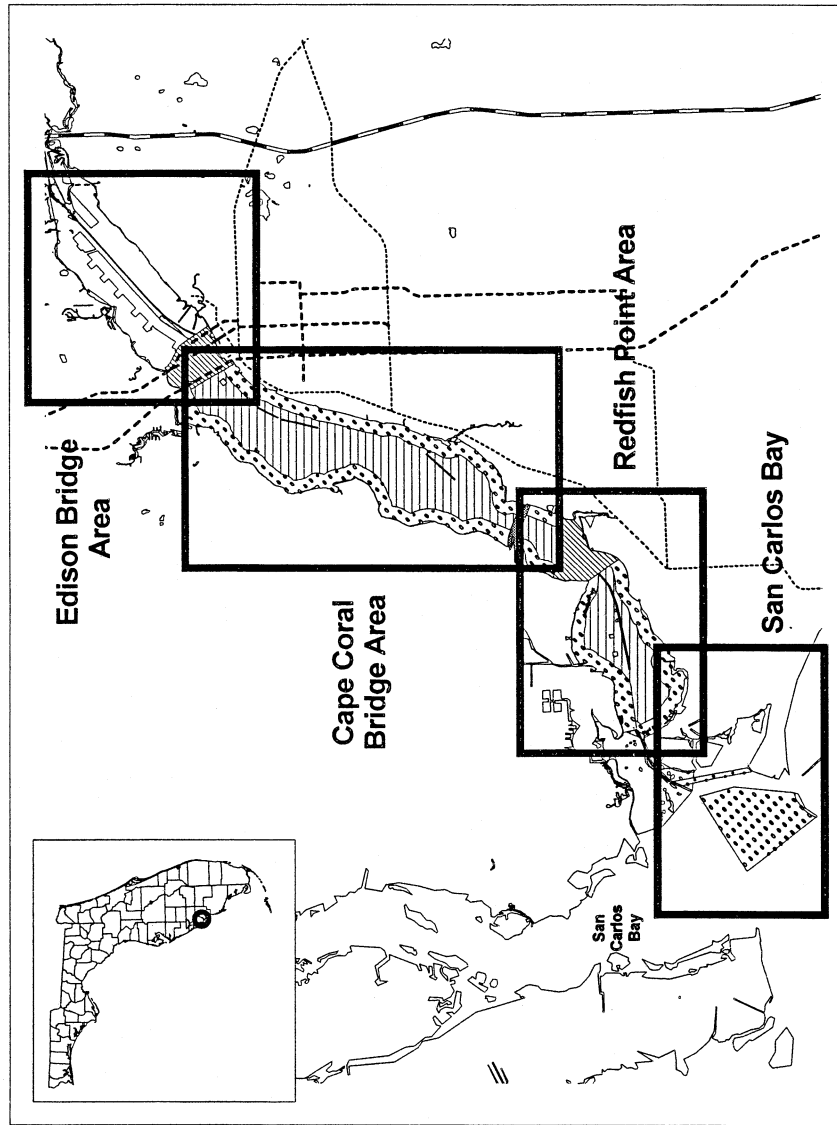 Edison Bridge
Area
Cape Coral
Bridge Area
Redfish Point Area
San Carlos Bay
San
Carlos
Bay